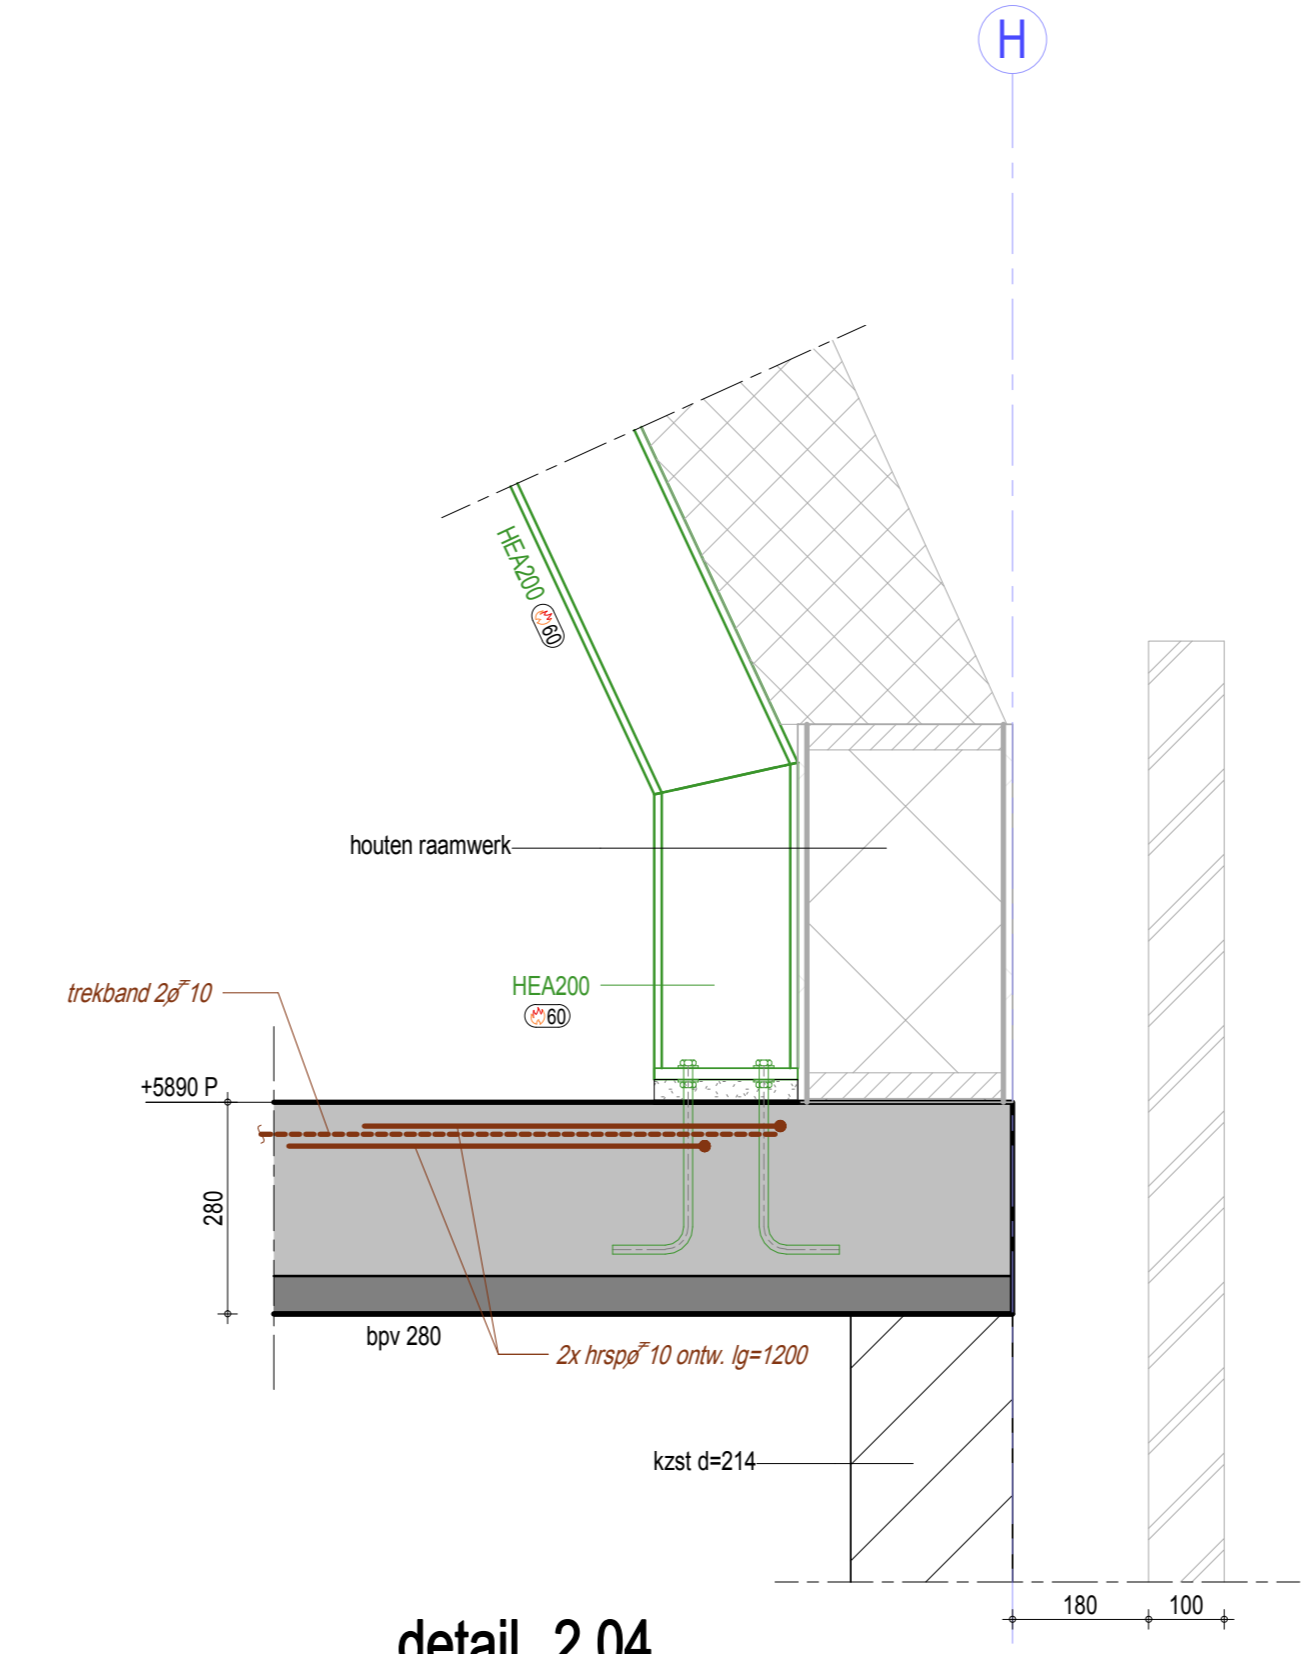 H
HEA200
60
houten raamwerk
HEA200
60
trekband 2ø 10
+5890 P
280
bpv 280
2x hrspø 10 ontw. lg=1200
kzst d=214
180
100
detail 2.04